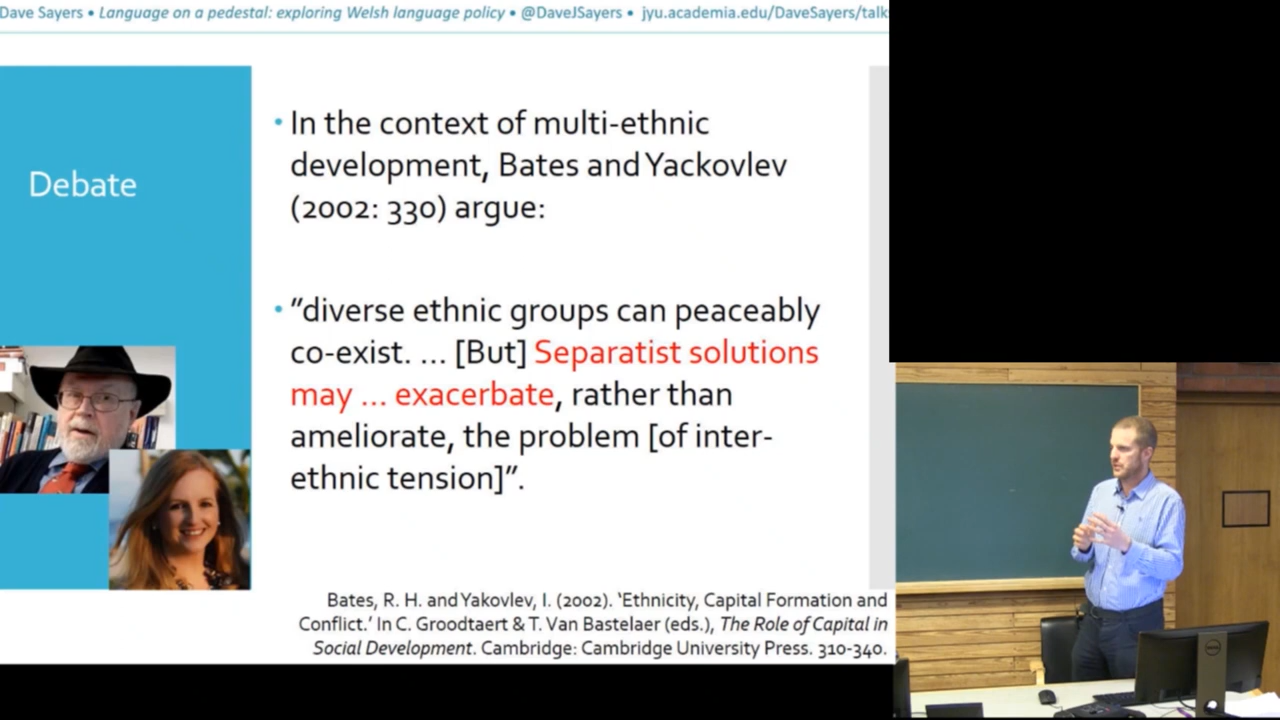 Dave Sayers • Language on a pedestal: exploring Welsh language policy • @DaveJSayers • jyu.academia.edu/DaveSayers/talk
Debate
• In the context of multi-ethnic
development, Bates and Yackovlev
(2002: 330) argue:
• ”diverse ethnic groups can peaceably
co-exist. ... [But] Separatist solutions
may ... exacerbate, rather than
ameliorate, the problem [of inter-
ethnic tension]”.
Bates, R. H. and Yakovlev, I. (2002). ‘Ethnicity, Capital Formation and
Conflict.’ In C. Groodtaert & T. Van Bastelaer (eds.), The Role of Capital in
Social Development. Cambridge: Cambridge University Press. 310-340.
DELL